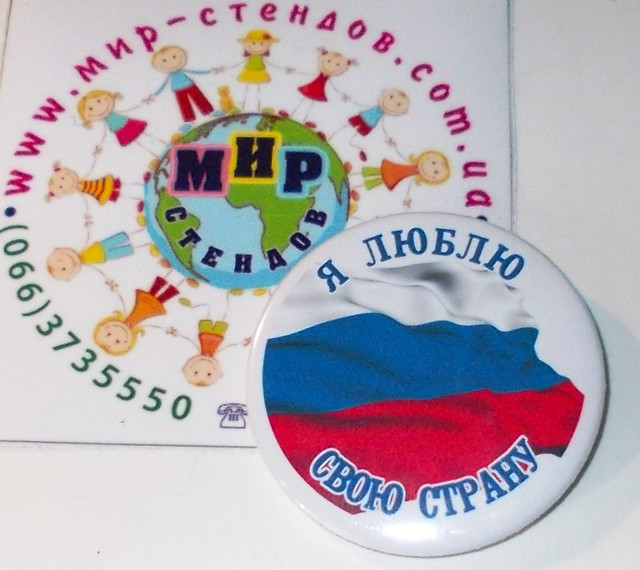 www.мир-стендов.com.ua
МИР
СТЕНДОВ
(066)3735550
Я ЛЮБЛЮ
СВОЮ СТРАНУ